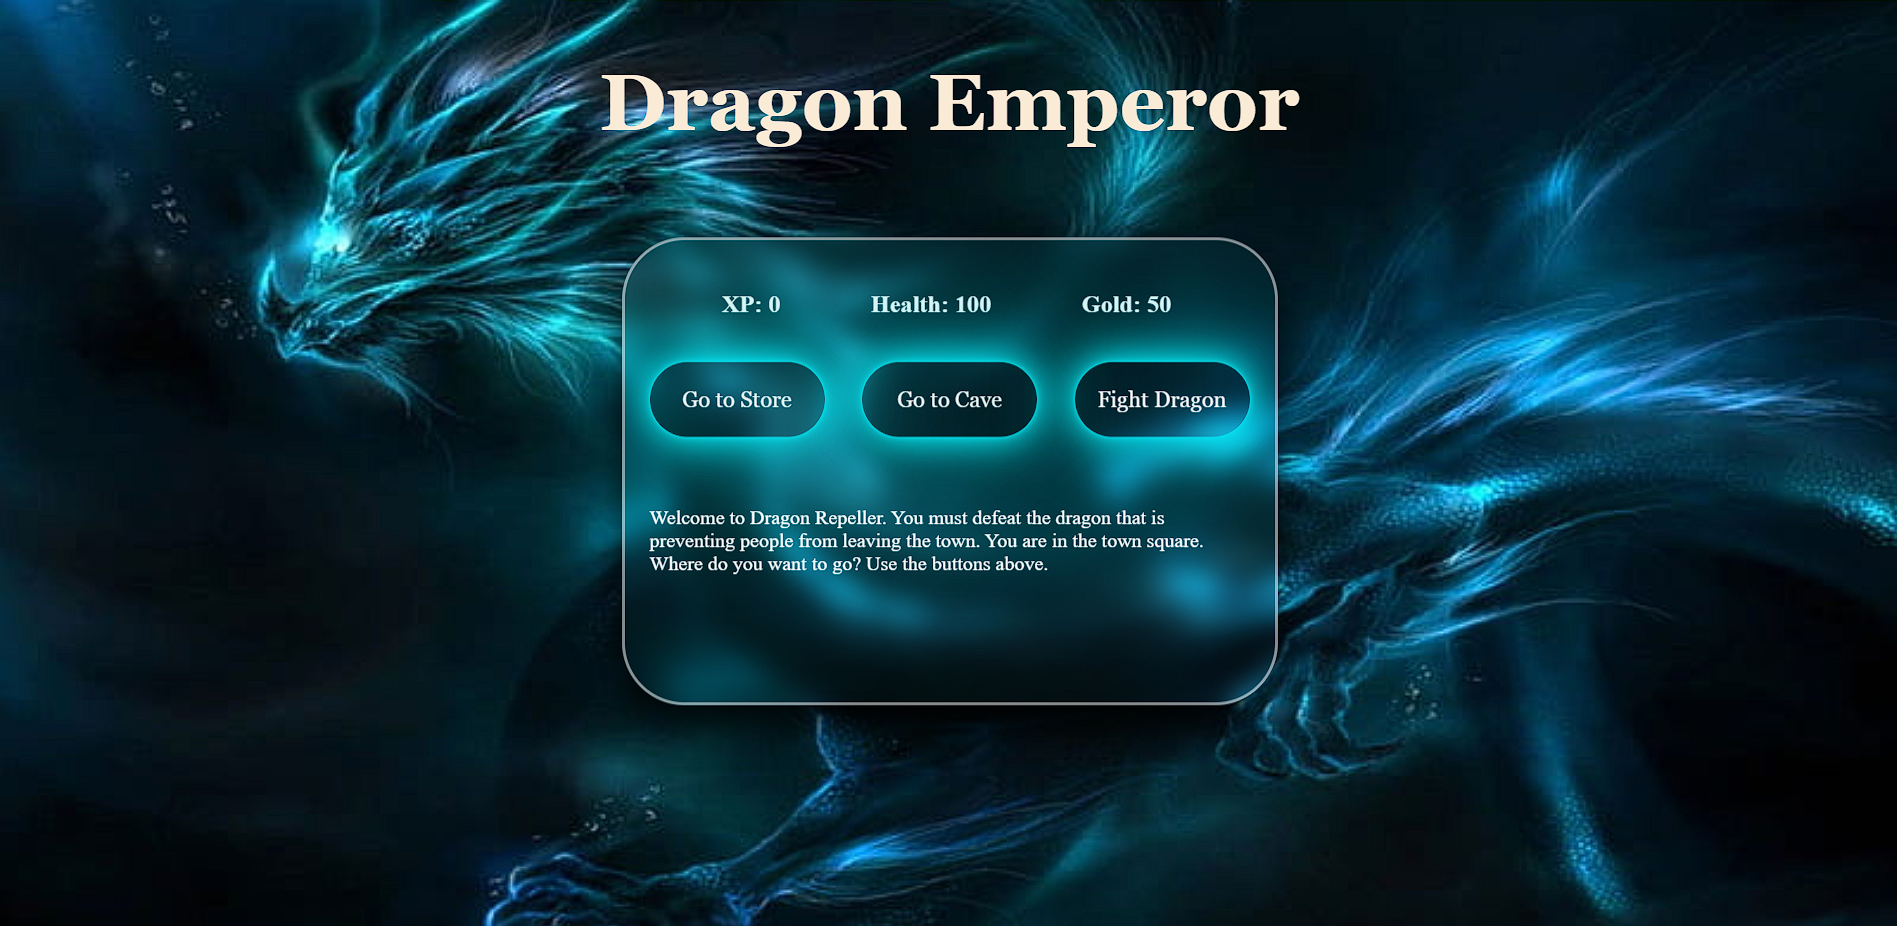 Dragon Emperor
XP: 0 Health: 100 Gold: 50
Go to Store Go to Cave Fight Dragon
Welcome to Dragon Repeller. You must defeat the dragon that is
preventing people from leaving the town. You are in the town square.
Where do you want to go? Use the buttons above.